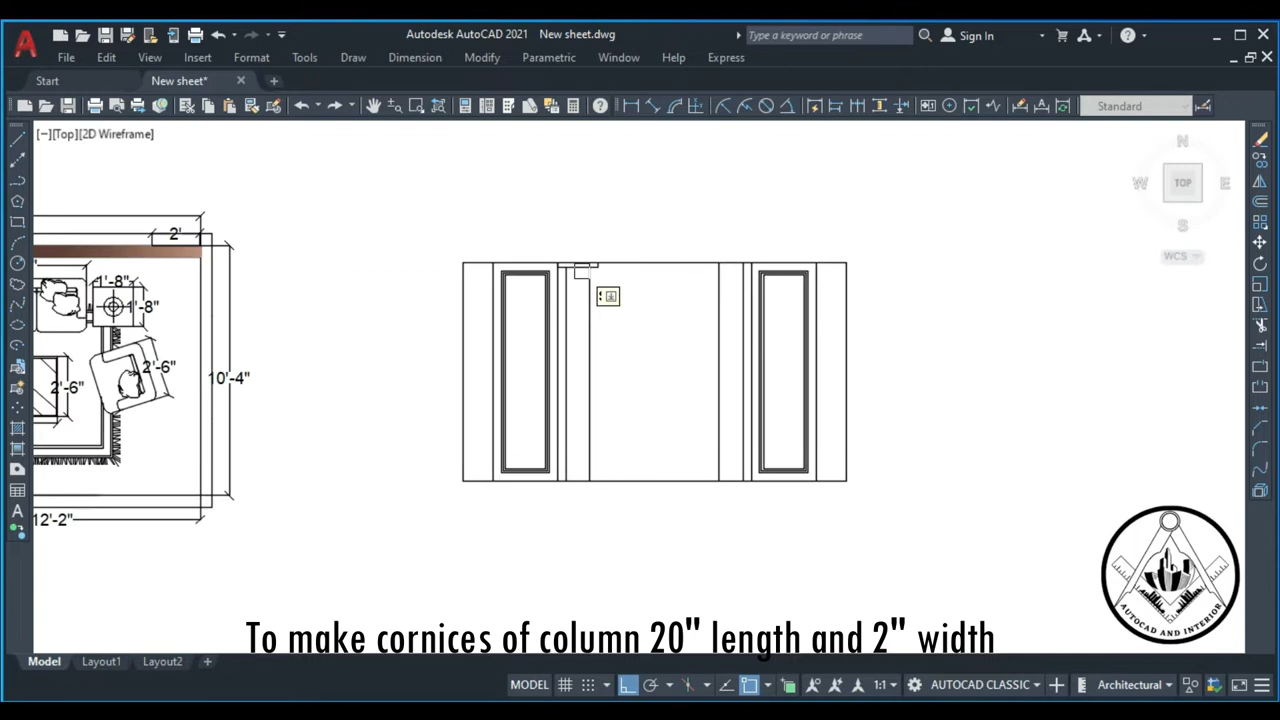 Autodesk AutoCAD 2021 New sheet.dwg
Type a keyword or phrase
Sign In
File Edit View Insert Format Tools Draw Dimension Modify Parametric Window Help Express
Start New sheet*
Standard
[−][Top][2D Wireframe]
N
W TOP E
S
WCS
2'
1'-8"
1'-8"
2'-6"
2'-6"
10'-4"
12'-2"
AUTOCAD AND INTERIOR
To make cornices of column 20" length and 2" width
Model Layout1 Layout2
MODEL 1:1 AUTOCAD CLASSIC Architectural